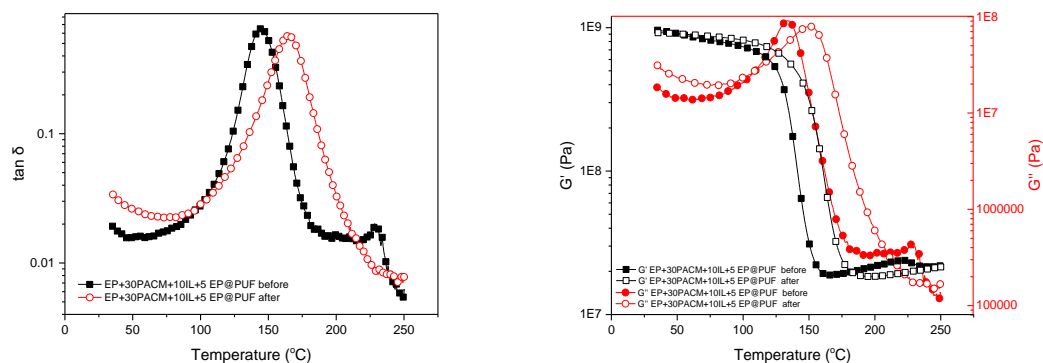 0.1
0.01
tan δ
0
50
100
150
200
250
Temperature (°C)
EP+30PACM+10IL+5 EP@PUF before
EP+30PACM+10IL+5 EP@PUF after
1E9
1E8
1E7
G' (Pa)
1E8
1E7
1000000
100000
G'' (Pa)
0
50
100
150
200
250
Temperature (°C)
G' EP+30PACM+10IL+5 EP@PUF before
G' EP+30PACM+10IL+5 EP@PUF after
G'' EP+30PACM+10IL+5 EP@PUF before
G'' EP+30PACM+10IL+5 EP@PUF after